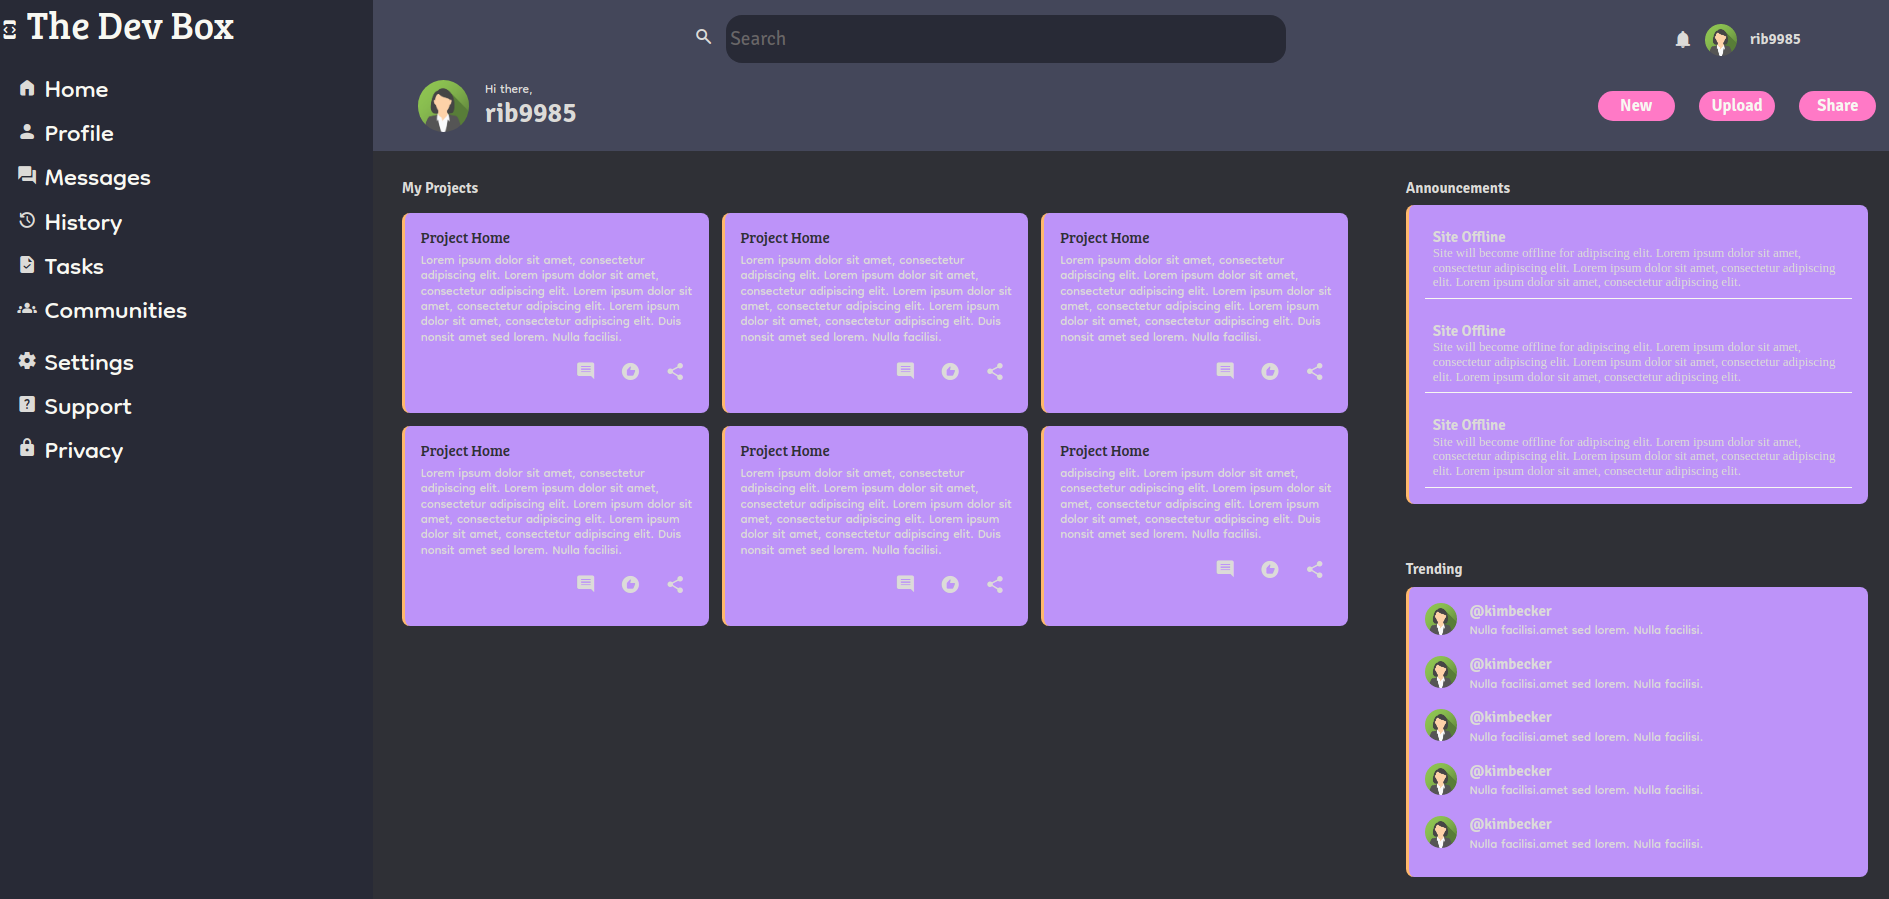 The Dev Box
Home
Profile
Messages
History
Tasks
Communities
Settings
Support
Privacy
Search
rib9985
Hi there,
rib9985
New
Upload
Share
My Projects
Project Home
Lorem ipsum dolor sit amet, consectetur
adipiscing elit. Lorem ipsum dolor sit amet,
consectetur adipiscing elit. Lorem ipsum dolor sit
amet, consectetur adipiscing elit. Lorem ipsum
dolor sit amet, consectetur adipiscing elit. Duis
nonsit amet sed lorem. Nulla facilisi.
Project Home
Lorem ipsum dolor sit amet, consectetur
adipiscing elit. Lorem ipsum dolor sit amet,
consectetur adipiscing elit. Lorem ipsum dolor sit
amet, consectetur adipiscing elit. Lorem ipsum
dolor sit amet, consectetur adipiscing elit. Duis
nonsit amet sed lorem. Nulla facilisi.
Project Home
Lorem ipsum dolor sit amet, consectetur
adipiscing elit. Lorem ipsum dolor sit amet,
consectetur adipiscing elit. Lorem ipsum dolor sit
amet, consectetur adipiscing elit. Lorem ipsum
dolor sit amet, consectetur adipiscing elit. Duis
nonsit amet sed lorem. Nulla facilisi.
Project Home
Lorem ipsum dolor sit amet, consectetur
adipiscing elit. Lorem ipsum dolor sit amet,
consectetur adipiscing elit. Lorem ipsum dolor sit
amet, consectetur adipiscing elit. Lorem ipsum
dolor sit amet, consectetur adipiscing elit. Duis
nonsit amet sed lorem. Nulla facilisi.
Project Home
Lorem ipsum dolor sit amet, consectetur
adipiscing elit. Lorem ipsum dolor sit amet,
consectetur adipiscing elit. Lorem ipsum dolor sit
amet, consectetur adipiscing elit. Lorem ipsum
dolor sit amet, consectetur adipiscing elit. Duis
nonsit amet sed lorem. Nulla facilisi.
Project Home
adipiscing elit. Lorem ipsum dolor sit amet,
consectetur adipiscing elit. Lorem ipsum dolor sit
amet, consectetur adipiscing elit. Lorem ipsum
dolor sit amet, consectetur adipiscing elit. Duis
nonsit amet sed lorem. Nulla facilisi.
Announcements
Site Offline
Site will become offline for adipiscing elit. Lorem ipsum dolor sit amet,
consectetur adipiscing elit. Lorem ipsum dolor sit amet, consectetur adipiscing
elit. Lorem ipsum dolor sit amet, consectetur adipiscing elit.
Site Offline
Site will become offline for adipiscing elit. Lorem ipsum dolor sit amet,
consectetur adipiscing elit. Lorem ipsum dolor sit amet, consectetur adipiscing
elit. Lorem ipsum dolor sit amet, consectetur adipiscing elit.
Site Offline
Site will become offline for adipiscing elit. Lorem ipsum dolor sit amet,
consectetur adipiscing elit. Lorem ipsum dolor sit amet, consectetur adipiscing
elit. Lorem ipsum dolor sit amet, consectetur adipiscing elit.
Trending
@kimbecker
Nulla facilisi.amet sed lorem. Nulla facilisi.
@kimbecker
Nulla facilisi.amet sed lorem. Nulla facilisi.
@kimbecker
Nulla facilisi.amet sed lorem. Nulla facilisi.
@kimbecker
Nulla facilisi.amet sed lorem. Nulla facilisi.
@kimbecker
Nulla facilisi.amet sed lorem. Nulla facilisi.